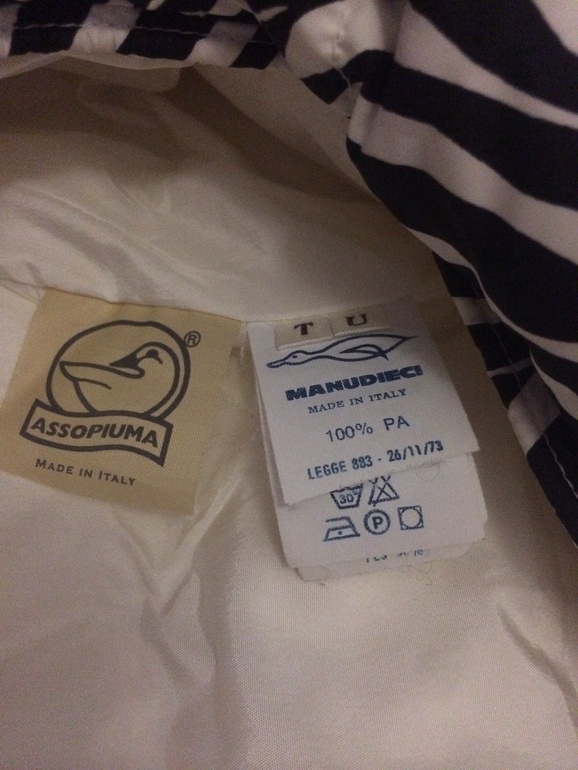 ®
ASSOPIUMA
MADE IN ITALY
T U
MANUDIECI
MADE IN ITALY
100% PA
LEGGE 883 - 26/11/73
30°
P